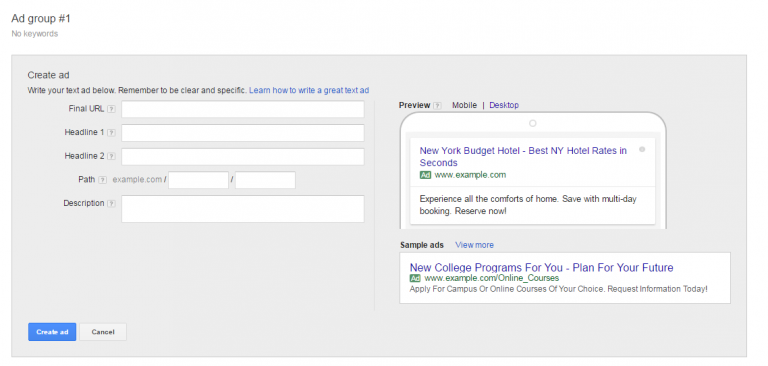 Ad group #1
No keywords
Create ad
Write your text ad below. Remember to be clear and specific. Learn how to write a great text ad
Final URL ?
Headline 1 ?
Headline 2 ?
Path ? example.com / /
Description ?
Preview ? Mobile | Desktop
New York Budget Hotel - Best NY Hotel Rates in
Seconds
Ad www.example.com
Experience all the comforts of home. Save with multi-day
booking. Reserve now!
Sample ads View more
New College Programs For You - Plan For Your Future
Ad www.example.com/Online_Courses
Apply For Campus Or Online Courses Of Your Choice. Request Information Today!
Create ad Cancel